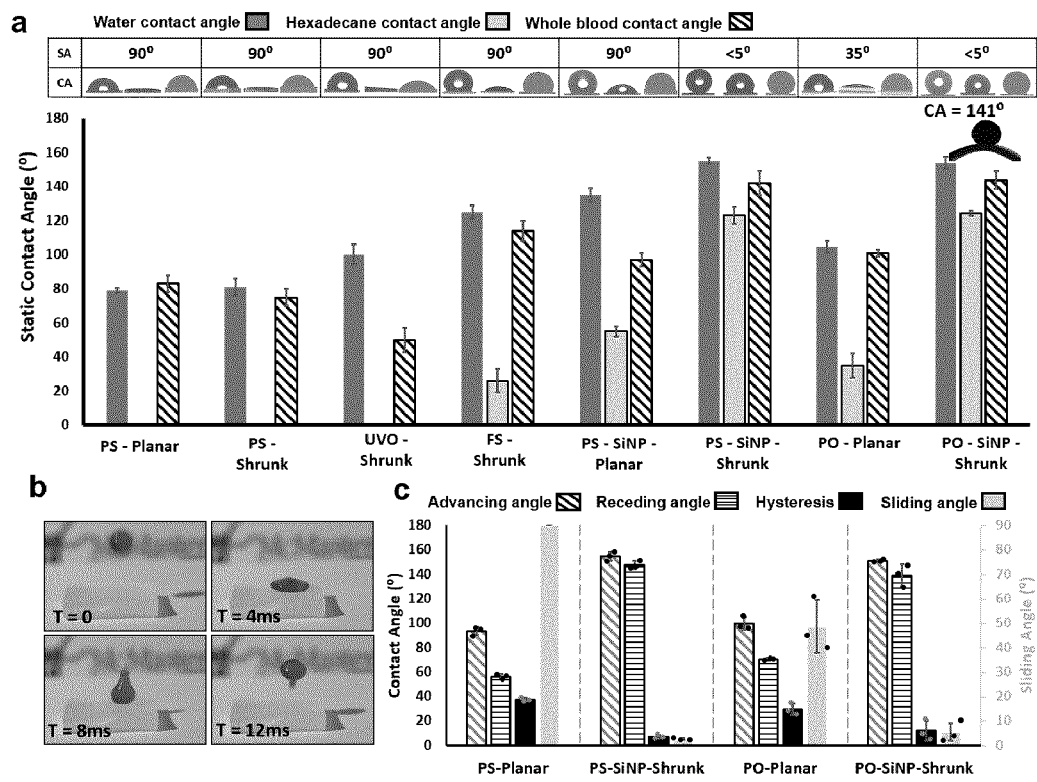 a
Water contact angle Hexadecane contact angle Whole blood contact angle
SA 90⁰ 90⁰ 90⁰ 90⁰ 90⁰ <5⁰ 35⁰ <5⁰
CA
CA = 141⁰
Static Contact Angle (⁰)
180
160
140
120
100
80
60
40
20
0
PS - Planar
PS -
Shrunk
UVO -
Shrunk
FS -
Shrunk
PS - SiNP -
Planar
PS - SiNP -
Shrunk
PO - Planar
PO - SiNP -
Shrunk
b
T = 0
T = 4ms
T = 8ms
T = 12ms
c
Advancing angle Receding angle Hysteresis Sliding angle
Contact Angle (⁰)
180
160
140
120
100
80
60
40
20
0
90
80
70
60
50
40
30
20
10
0
Sliding Angle (⁰)
PS-Planar PS-SiNP-Shrunk PO-Planar PO-SiNP-Shrunk